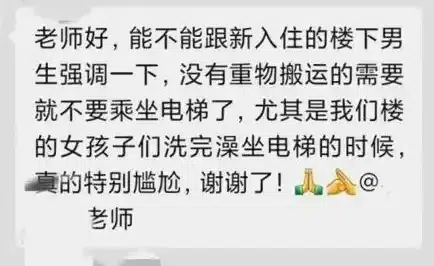 老师好，能不能跟新入住的楼下男
生强调一下，没有重物搬运的需要
就不要乘坐电梯了，尤其是我们楼
的女孩子们洗完澡坐电梯的时候，
真的特别尴尬，谢谢了！🙏🫴@
老师